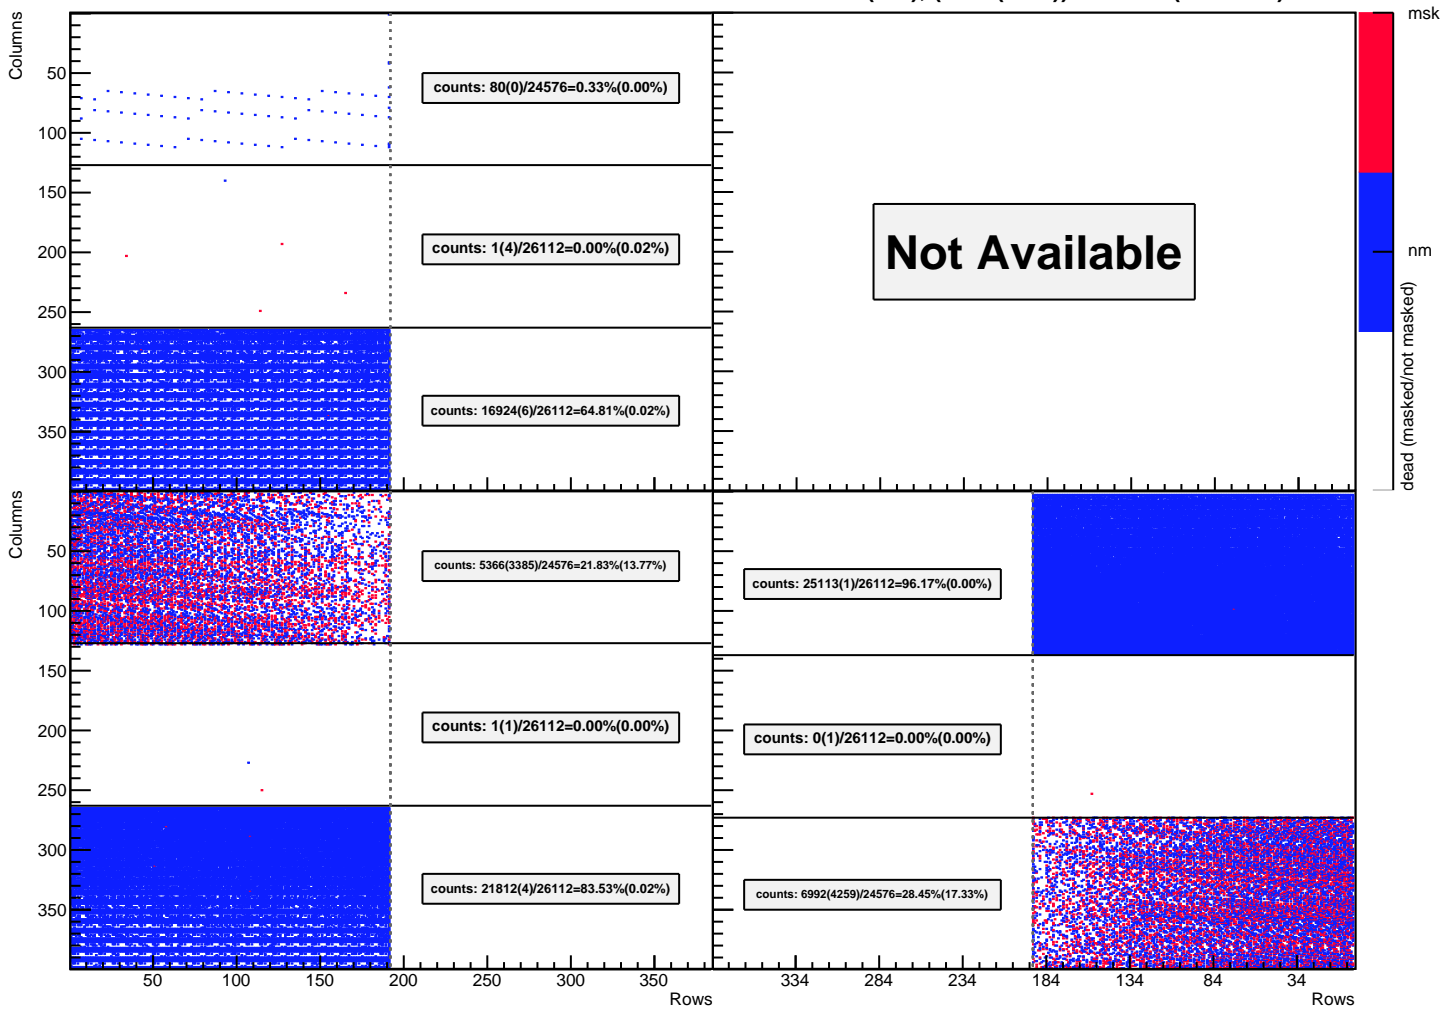 msk
nm
dead (masked/not masked)
Columns
50
100
150
200
250
300
350
counts: 80(0)/24576=0.33%(0.00%)
counts: 1(4)/26112=0.00%(0.02%)
counts: 16924(6)/26112=64.81%(0.02%)
Not Available
Columns
50
100
150
200
250
300
350
counts: 5366(3385)/24576=21.83%(13.77%)
counts: 1(1)/26112=0.00%(0.00%)
counts: 21812(4)/26112=83.53%(0.02%)
counts: 25113(1)/26112=96.17%(0.00%)
counts: 0(1)/26112=0.00%(0.00%)
counts: 6992(4259)/24576=28.45%(17.33%)
50 100 150 200 250 300 350
Rows
334 284 234 184 134 84 34
Rows